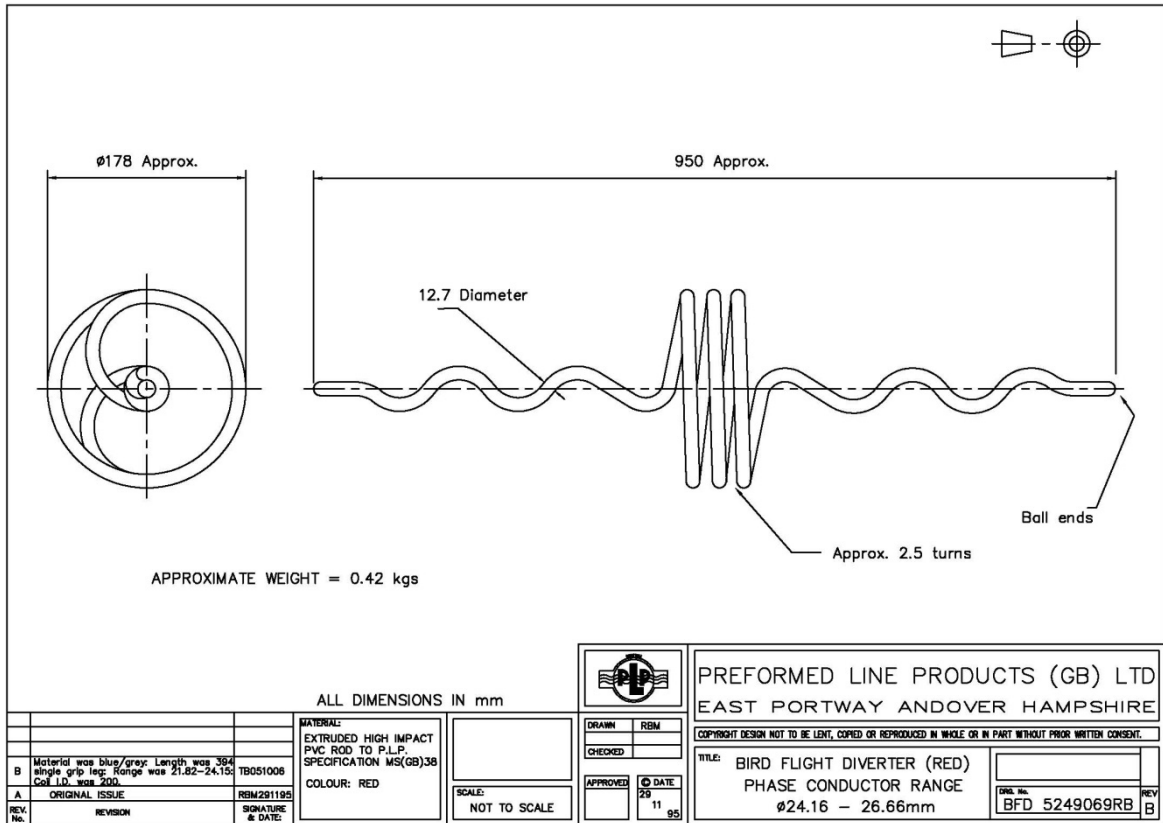 ø178 Approx.
950 Approx.
12.7 Diameter
Ball ends
Approx. 2.5 turns
APPROXIMATE WEIGHT = 0.42 kgs
ALL DIMENSIONS IN mm
B
Material was blue/grey: Length was 394
single grip leg: Range was 21.82-24.15:
Coil I.D. was 200.
TB051006
A
ORIGINAL ISSUE
RBM291195
REV. No.
REVISION
SIGNATURE & DATE:
MATERIAL:
EXTRUDED HIGH IMPACT
PVC ROD TO P.L.P.
SPECIFICATION MS(GB)38
COLOUR: RED
SCALE:
NOT TO SCALE
PLP
DRAWN RBM
CHECKED
APPROVED
© DATE
29
11
95
PREFORMED LINE PRODUCTS (GB) LTD
EAST PORTWAY ANDOVER HAMPSHIRE
COPYRIGHT DESIGN NOT TO BE LENT, COPIED OR REPRODUCED IN WHOLE OR IN PART WITHOUT PRIOR WRITTEN CONSENT.
TITLE:
BIRD FLIGHT DIVERTER (RED)
PHASE CONDUCTOR RANGE
ø24.16 - 26.66mm
DRG. No.
BFD 5249069RB
REV
B